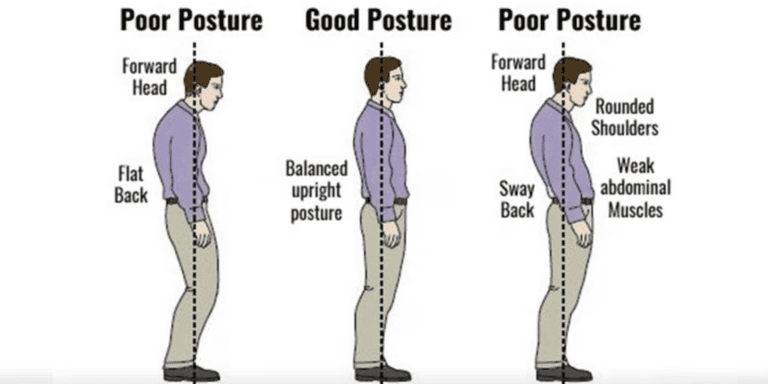 Poor Posture
Forward
Head
Flat
Back
Good Posture
Balanced
upright
posture
Poor Posture
Forward
Head
Rounded
Shoulders
Sway
Back
Weak
abdominal
Muscles